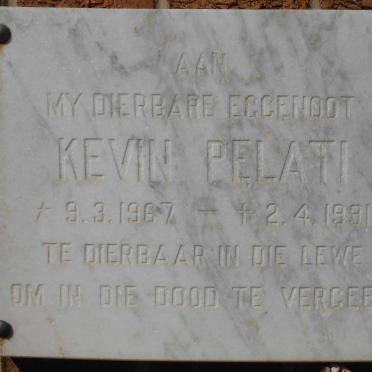 AAN
MY DIERBARE EGGENOOT
KEVIN PELATI
* 9.3.1967 — + 2.4.1991
TE DIERBAAR IN DIE LEWE
OM IN DIE DOOD TE VERGEE